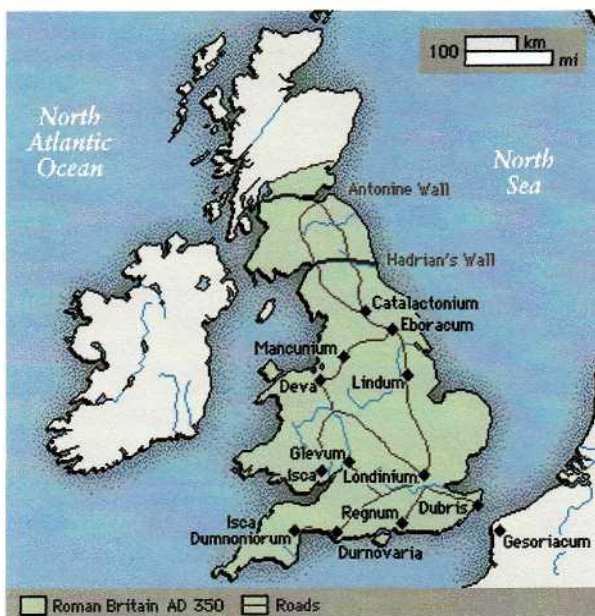 100
km
mi
North
Atlantic
Ocean
North
Sea
Antonine Wall
Hadrian's Wall
Catalactonium
Eboracum
Mancunium
Deva
Lindum
Glevum
Isca
Londinium
Regnum
Dubris
Isca
Dumnoniorum
Durnovaria
Gesoriacum
Roman Britain AD 350
Roads